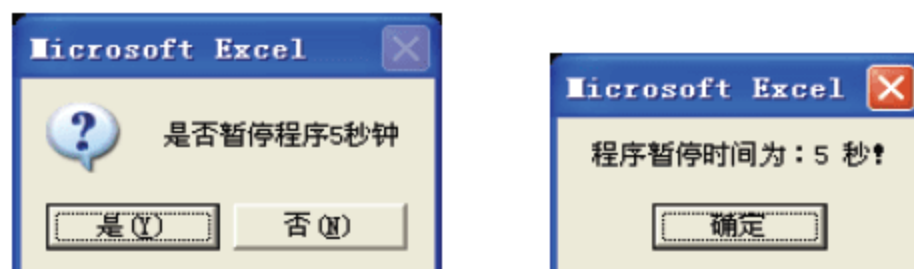 Microsoft Excel
是否暂停程序5秒钟
是(Y)
否(N)
Microsoft Excel
程序暂停时间为：5 秒！
确定